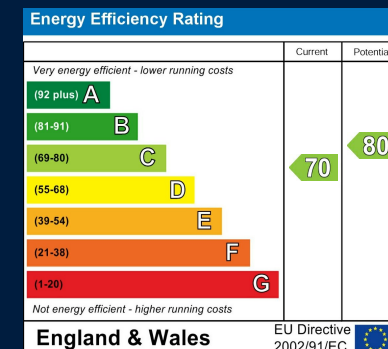 Energy Efficiency Rating
Current Potentia
Very energy efficient - lower running costs
(92 plus) A
(81-91) B
(69-80) C
(55-68) D
(39-54) E
(21-38) F
(1-20) G
70
80
Not energy efficient - higher running costs
England & Wales
EU Directive
2002/91/EC